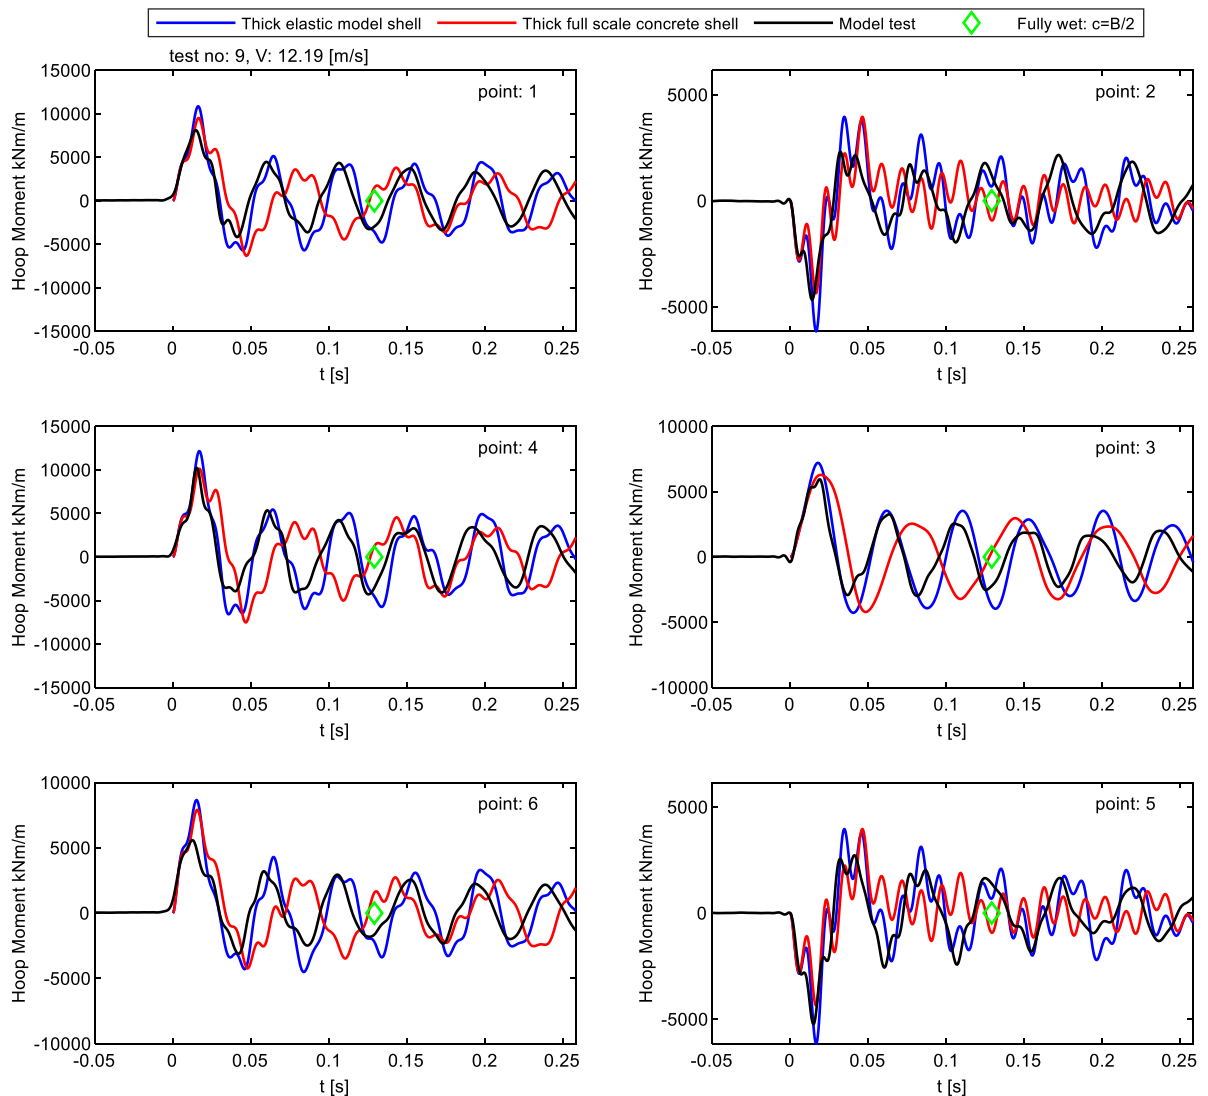 Thick elastic model shell Thick full scale concrete shell Model test Fully wet: c=B/2
test no: 9, V: 12.19 [m/s]
15000
10000
5000
0
-5000
-10000
-15000
Hoop Moment kNm/m
point: 1
-0.05 0 0.05 0.1 0.15 0.2 0.25
t [s]
5000
0
-5000
Hoop Moment kNm/m
point: 2
-0.05 0 0.05 0.1 0.15 0.2 0.25
t [s]
15000
10000
5000
0
-5000
-10000
-15000
Hoop Moment kNm/m
point: 4
-0.05 0 0.05 0.1 0.15 0.2 0.25
t [s]
10000
5000
0
-5000
-10000
Hoop Moment kNm/m
point: 3
-0.05 0 0.05 0.1 0.15 0.2 0.25
t [s]
10000
5000
0
-5000
-10000
Hoop Moment kNm/m
point: 6
-0.05 0 0.05 0.1 0.15 0.2 0.25
t [s]
5000
0
-5000
Hoop Moment kNm/m
point: 5
-0.05 0 0.05 0.1 0.15 0.2 0.25
t [s]